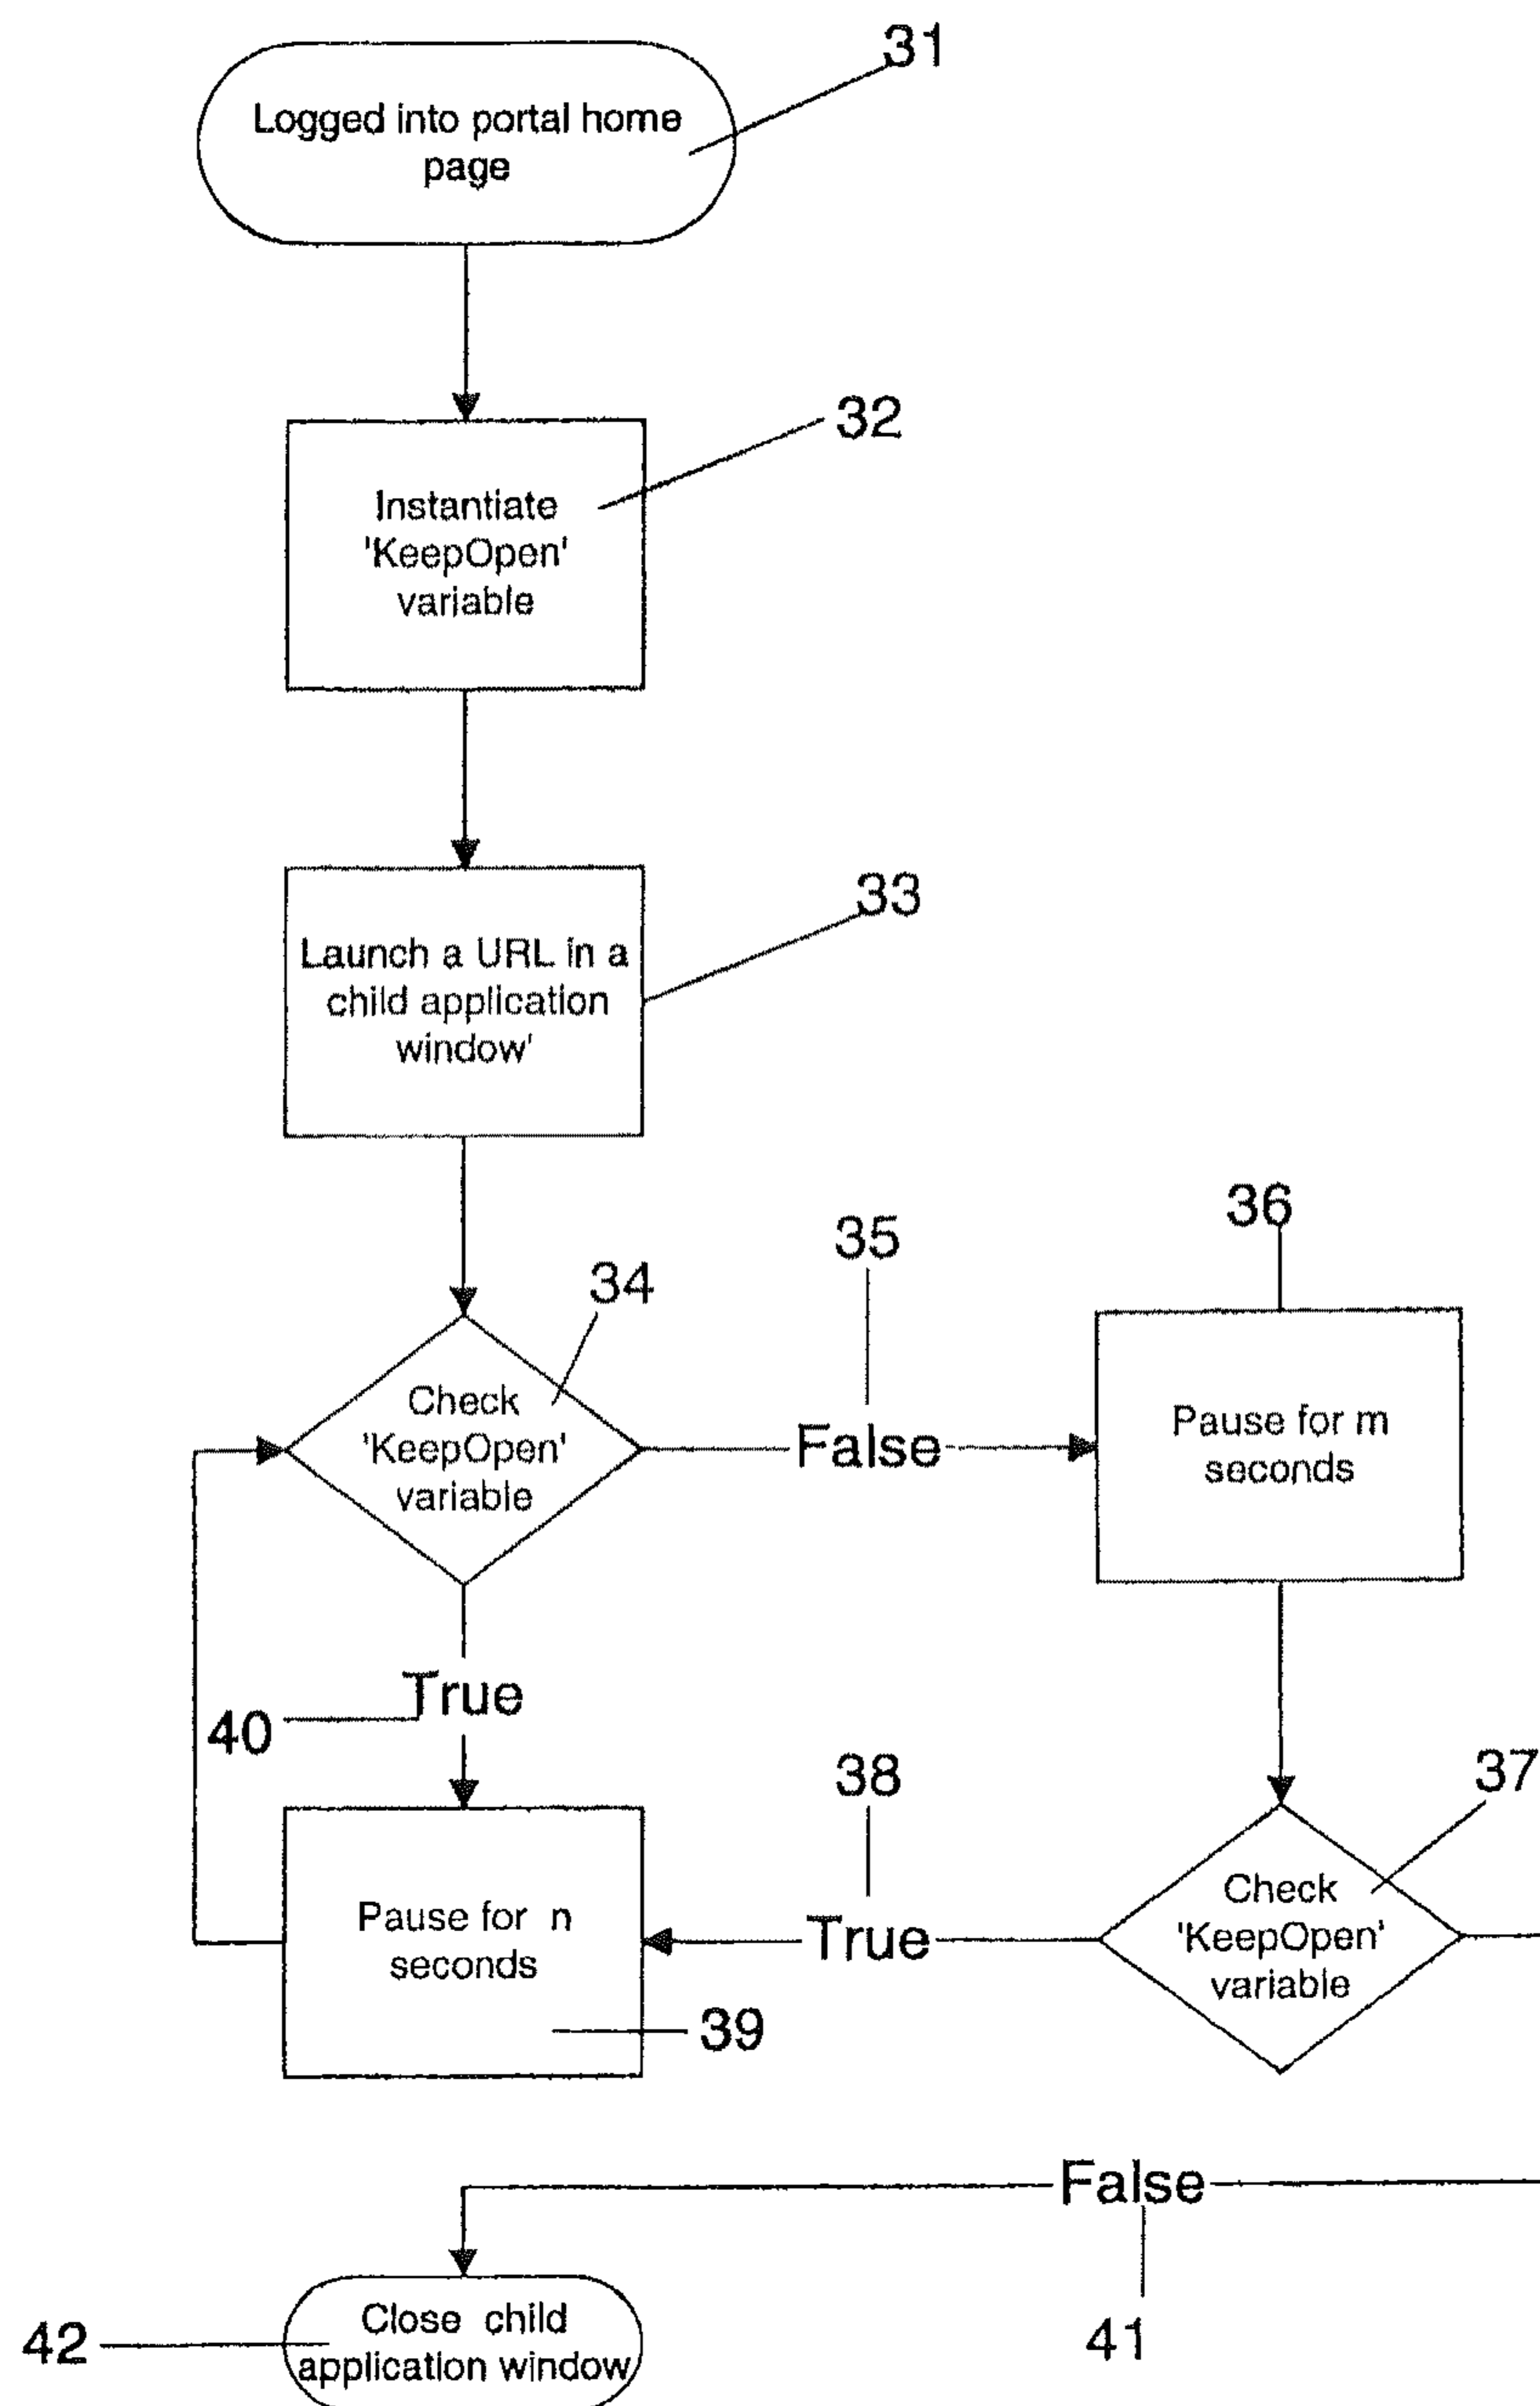 31
Logged into portal home
page
32
Instantiate
'KeepOpen'
variable
33
Launch a URL in a
child application
window'
34
Check
'KeepOpen'
variable
35
False
36
Pause for m
seconds
40
True
37
Check
'KeepOpen'
variable
38
True
Pause for n
seconds
39
False
41
42
Close child
application window